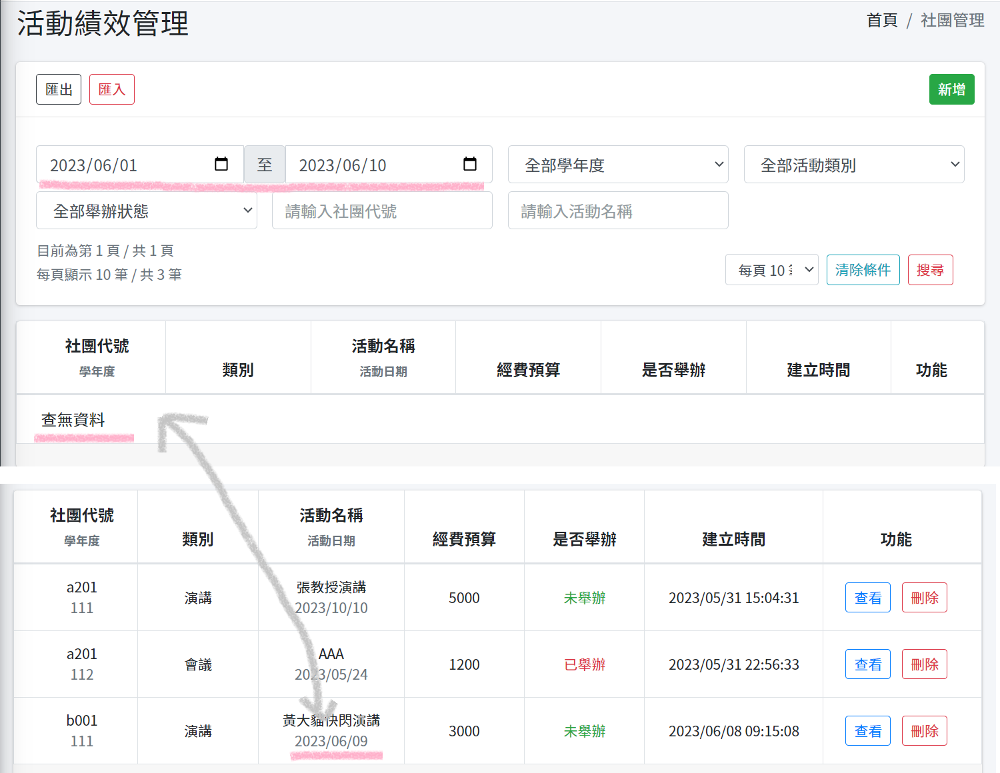 活動績效管理
首頁 / 社團管理
匯出 匯入 新增
2023/06/01 至 2023/06/10 全部學年度 全部活動類別
全部舉辦狀態 請輸入社團代號 請輸入活動名稱
目前為第 1 頁 / 共 1 頁
每頁顯示 10 筆 / 共 3 筆
每頁 10 清除條件 搜尋
社團代號 活動名稱
學年度 類別 活動日期 經費預算 是否舉辦 建立時間 功能
查無資料
社團代號 活動名稱
學年度 類別 活動日期 經費預算 是否舉辦 建立時間 功能
a201 張教授演講
演講 5000 未舉辦 2023/05/31 15:04:31 查看 刪除
111 2023/10/10
a201 AAA
會議 1200 已舉辦 2023/05/31 22:56:33 查看 刪除
112 2023/05/24
b001 黃大貓快閃演講
演講 3000 未舉辦 2023/06/08 09:15:08 查看 刪除
111 2023/06/09